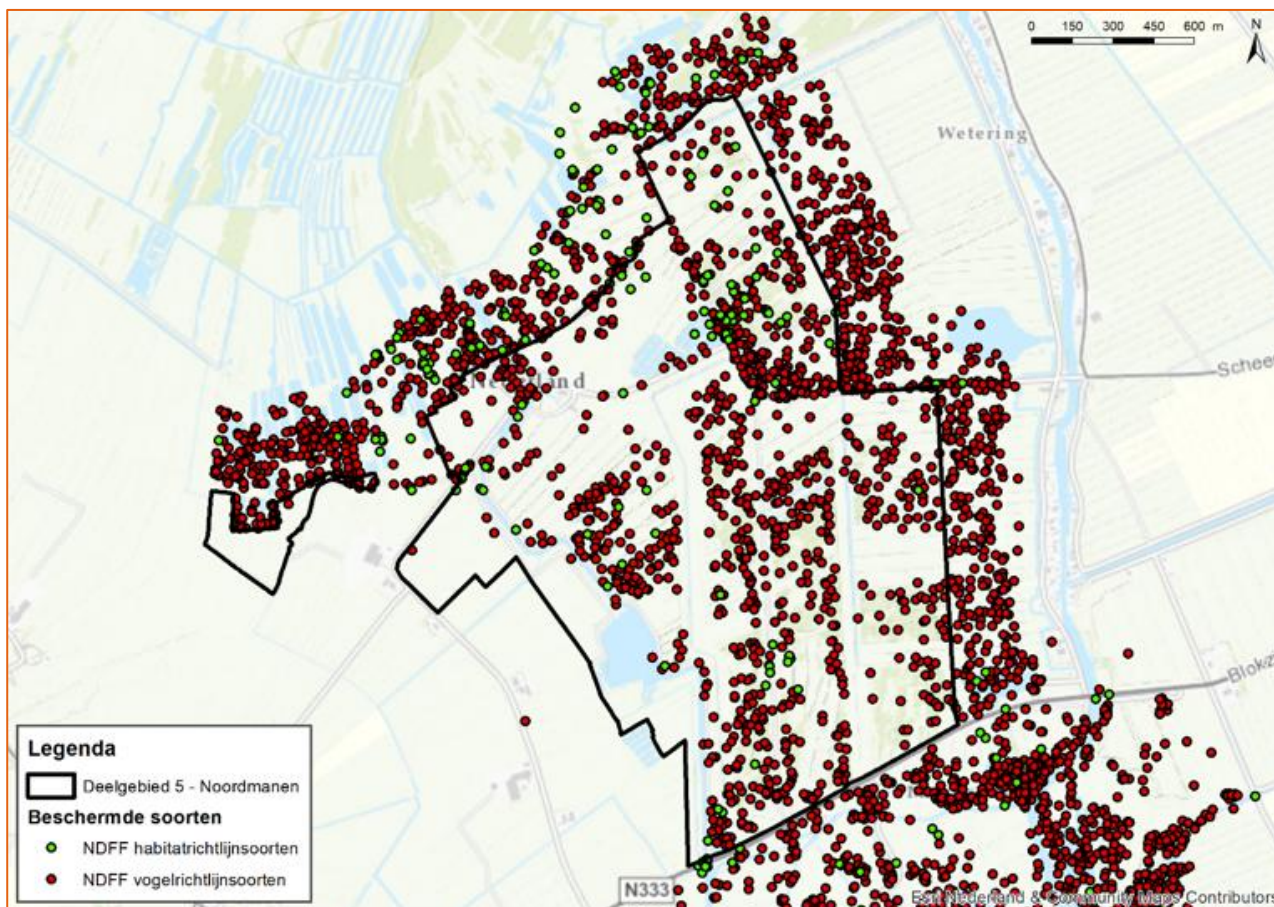 0 150 300 450 600 m
N
Wetering
Nederland
Scheer
Blokz
Legenda
Deelgebied 5 - Noordmanen
Beschermde soorten
NDFF habitatrichtlijnsoorten
NDFF vogelrichtlijnsoorten
N333
Esri Nederland & Community Maps Contributors